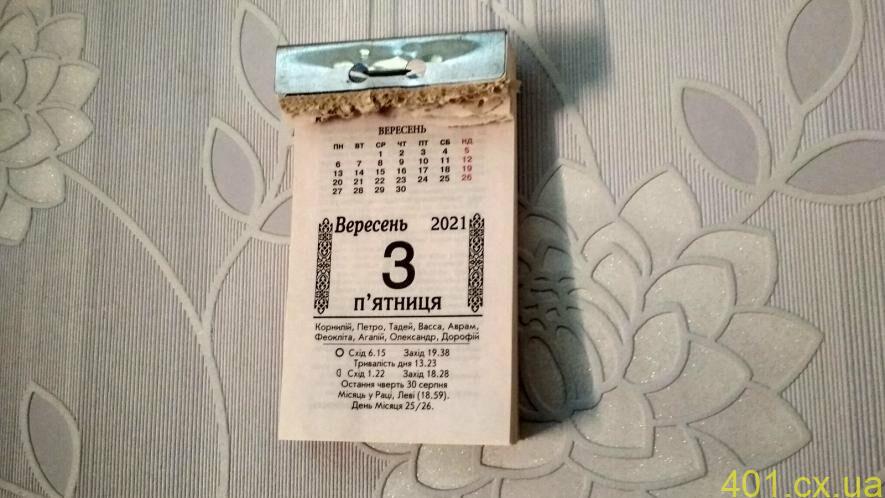 ВЕРЕСЕНЬ
ПН ВТ СР ЧТ ПТ СБ НД
1 2 3 4 5
6 7 8 9 10 11 12
13 14 15 16 17 18 19
20 21 22 23 24 25 26
27 28 29 30
Вересень 2021
3
п'ятниця
Корнилій, Петро, Тадей, Васса, Аврам,
Феокліта, Агапій, Олександр, Дорофій
Схід 6.15 Захід 19.38
Тривалість дня 13.23
Схід 1.22 Захід 18.28
Остання чверть 30 серпня
Місяць у Раці, Леві (18.59).
День Місяця 25/26.
401.cx.ua